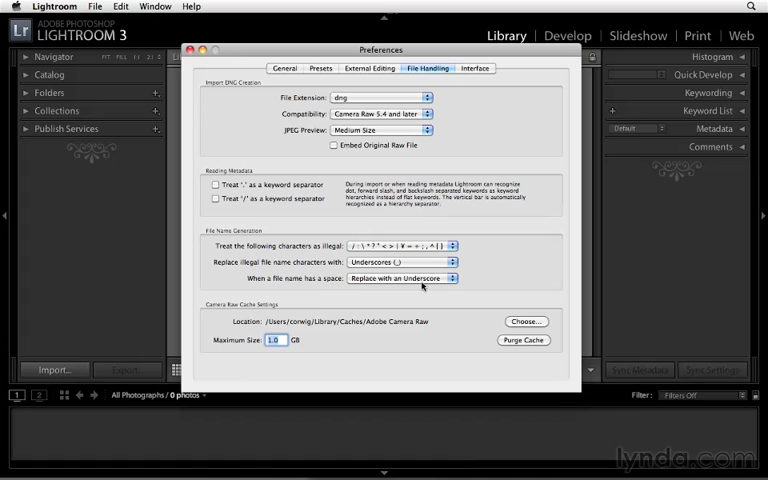 Lightroom File Edit Window Help
ADOBE PHOTOSHOP
Lr LIGHTROOM 3
Library | Develop | Slideshow | Print | Web
Preferences
General Presets External Editing File Handling Interface
Navigator FIT
Catalog
Folders
Collections
Publish Services
Import DNG Creation
File Extension: dng
Compatibility: Camera Raw 5.4 and later
JPEG Preview: Medium Size
Embed Original Raw File
Reading Metadata
Treat '.' as a keyword separator
Treat '/' as a keyword separator
During import or when reading metadata Lightroom can recognize
dot, forward slash, and backslash separated keywords as keyword
hierarchies instead of flat keywords. The vertical bar is automatically
recognized as a hierarchy separator.
File Name Generation
Treat the following characters as illegal: / : \ * ? " < > | ¥ = + ; , ^ [ ]
Replace illegal file name characters with: Underscores (_)
When a file name has a space: Replace with an Underscore
Camera Raw Cache Settings
Location: /Users/corwig/Library/Caches/Adobe Camera Raw
Choose...
Maximum Size: 1.0 GB
Purge Cache
Histogram
Quick Develop
Keywording
Keyword List
Default
Metadata
Comments
Import... Export...
Sync Metadata Sync Settings
1 2 All Photographs / 0 photos
Filter: Filters Off
lynda.com